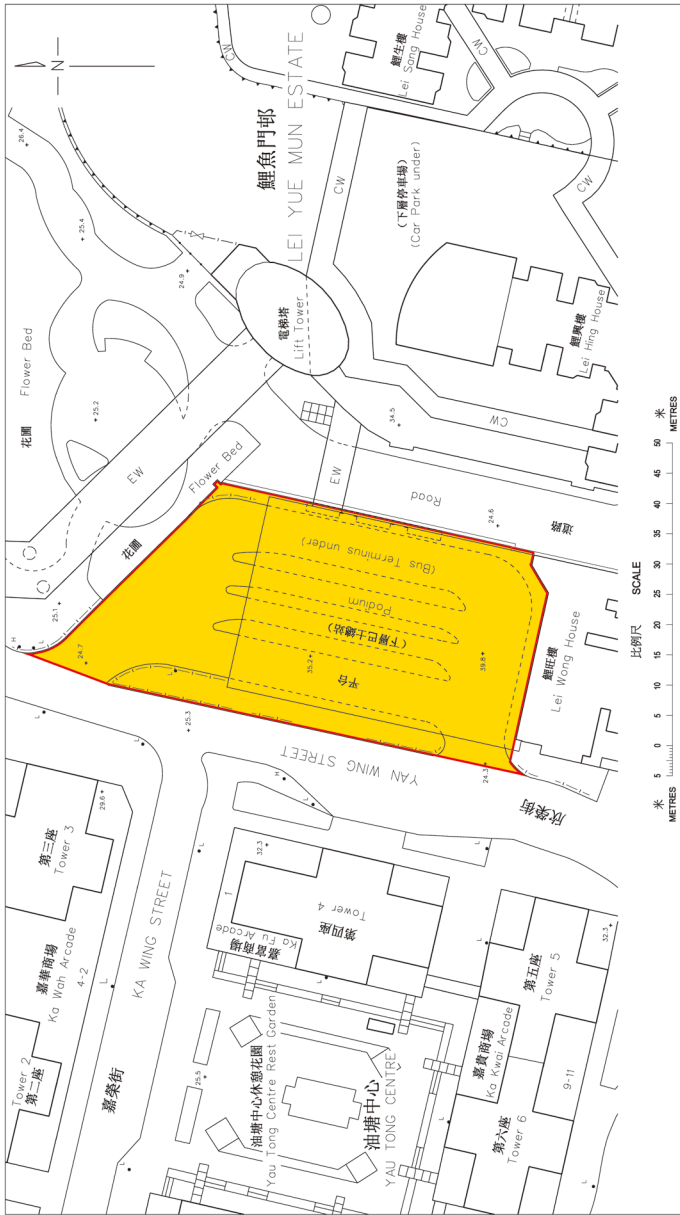 N
26.4
25.4
24.9
花圃
Flower Bed
25.2
EW
CW
鯉魚門邨
LEI YUE MUN ESTATE
鯉生樓
Lei Sang House
CW
CW
(下層停車場)
(Car Park under)
CW
電梯塔
Lift Tower
鯉興樓
Lei Hing House
34.5
CW
花圃
Flower Bed
EW
Road
道路
24.6
25.1
H
L
24.7
L
(Bus Terminus under)
Podium
(下層巴士總站)
平台
35.2
39.8
鯉旺樓
Lei Wong House
25.3
YAN WING STREET
欣榮街
24.3
L
L
H
L
L
29.6
第三座
Tower 3
嘉華商場
Ka Wah Arcade
4-2
L
Tower 2
第二座
KA WING STREET
嘉榮街
L
L
32.3
1
嘉富商場
Ka Fu Arcade
第四座
Tower 4
L
25.5
油塘中心休憩花園
Yau Tong Centre Rest Garden
油塘中心
YAU TONG CENTRE
L
L
第五座
Tower 5
32.3
嘉貴商場
Ka Kwai Arcade
9-11
第六座
Tower 6
L
L
米 METRES
5 0 5 10 15 20 25 30 35 40 45 50
米 METRES
比例尺 SCALE